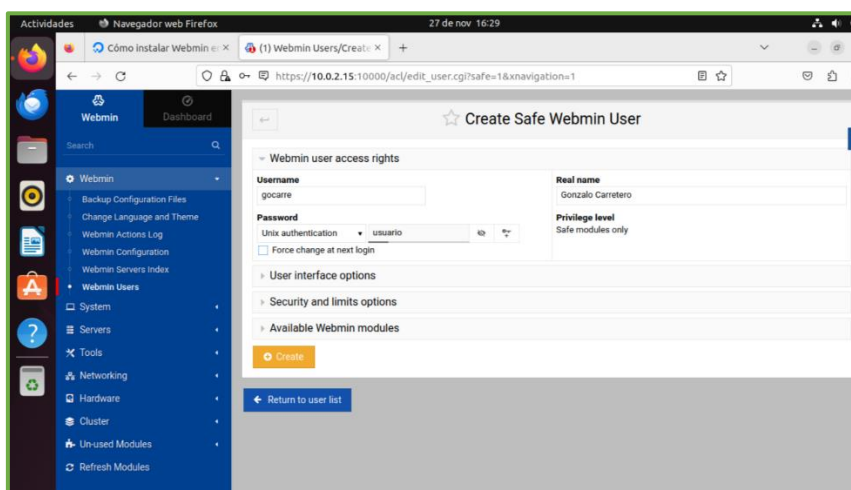 Actividades
Navegador web Firefox
27 de nov 16:29
Cómo instalar Webmin e
(1) Webmin Users/Create
https://10.0.2.15:10000/acl/edit_user.cgi?safe=1&xnavigation=1
Webmin
Dashboard
Search
Webmin
Backup Configuration Files
Change Language and Theme
Webmin Actions Log
Webmin Configuration
Webmin Servers Index
Webmin Users
System
Servers
Tools
Networking
Hardware
Cluster
Un-used Modules
Refresh Modules
Create Safe Webmin User
Webmin user access rights
Username
gocarre
Real name
Gonzalo Carretero
Password
Unix authentication usuario
Force change at next login
Privilege level
Safe modules only
User interface options
Security and limits options
Available Webmin modules
Create
Return to user list